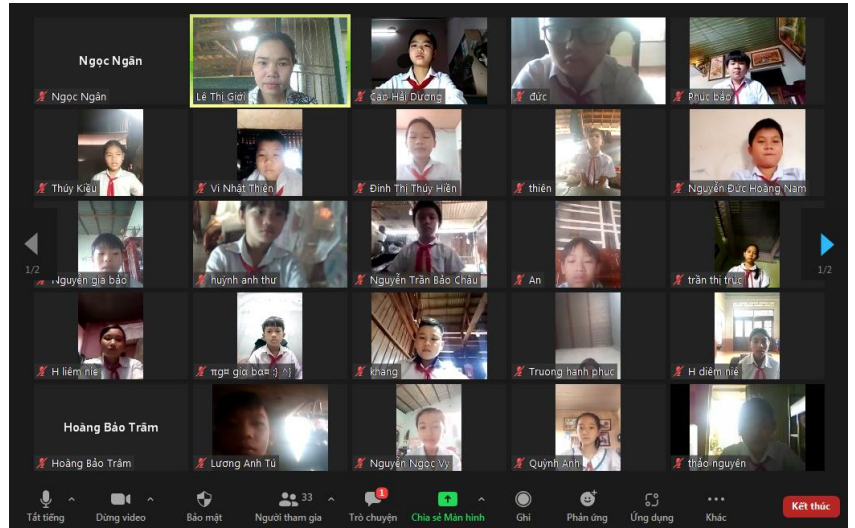 Ngọc Ngân
Ngọc Ngân
Lê Thị Giới
Cao Hải Dương
đức
Phúc bảo
Thúy Kiều
Vi Nhật Thiên
Đinh Thị Thúy Hiền
thiên
Nguyễn Đức Hoàng Nam
1/2
Nguyễn gia bảo
huỳnh anh thư
Nguyễn Trần Bảo Châu
An
trần thị trúc
1/2
H liêm niê
πg¤ giα bα¤ :} ^}
khang
Truong hanh phuc
H diêm niê
Hoàng Bảo Trâm
Hoàng Bảo Trâm
Lương Anh Tú
Nguyễn Ngọc Vy
Quỳnh Anh
thảo nguyên
33
1
Tắt tiếng
Dừng video
Bảo mật
Người tham gia
Trò chuyện
Chia sẻ Màn hình
Ghi
Phản ứng
Ứng dụng
Khác
Kết thúc